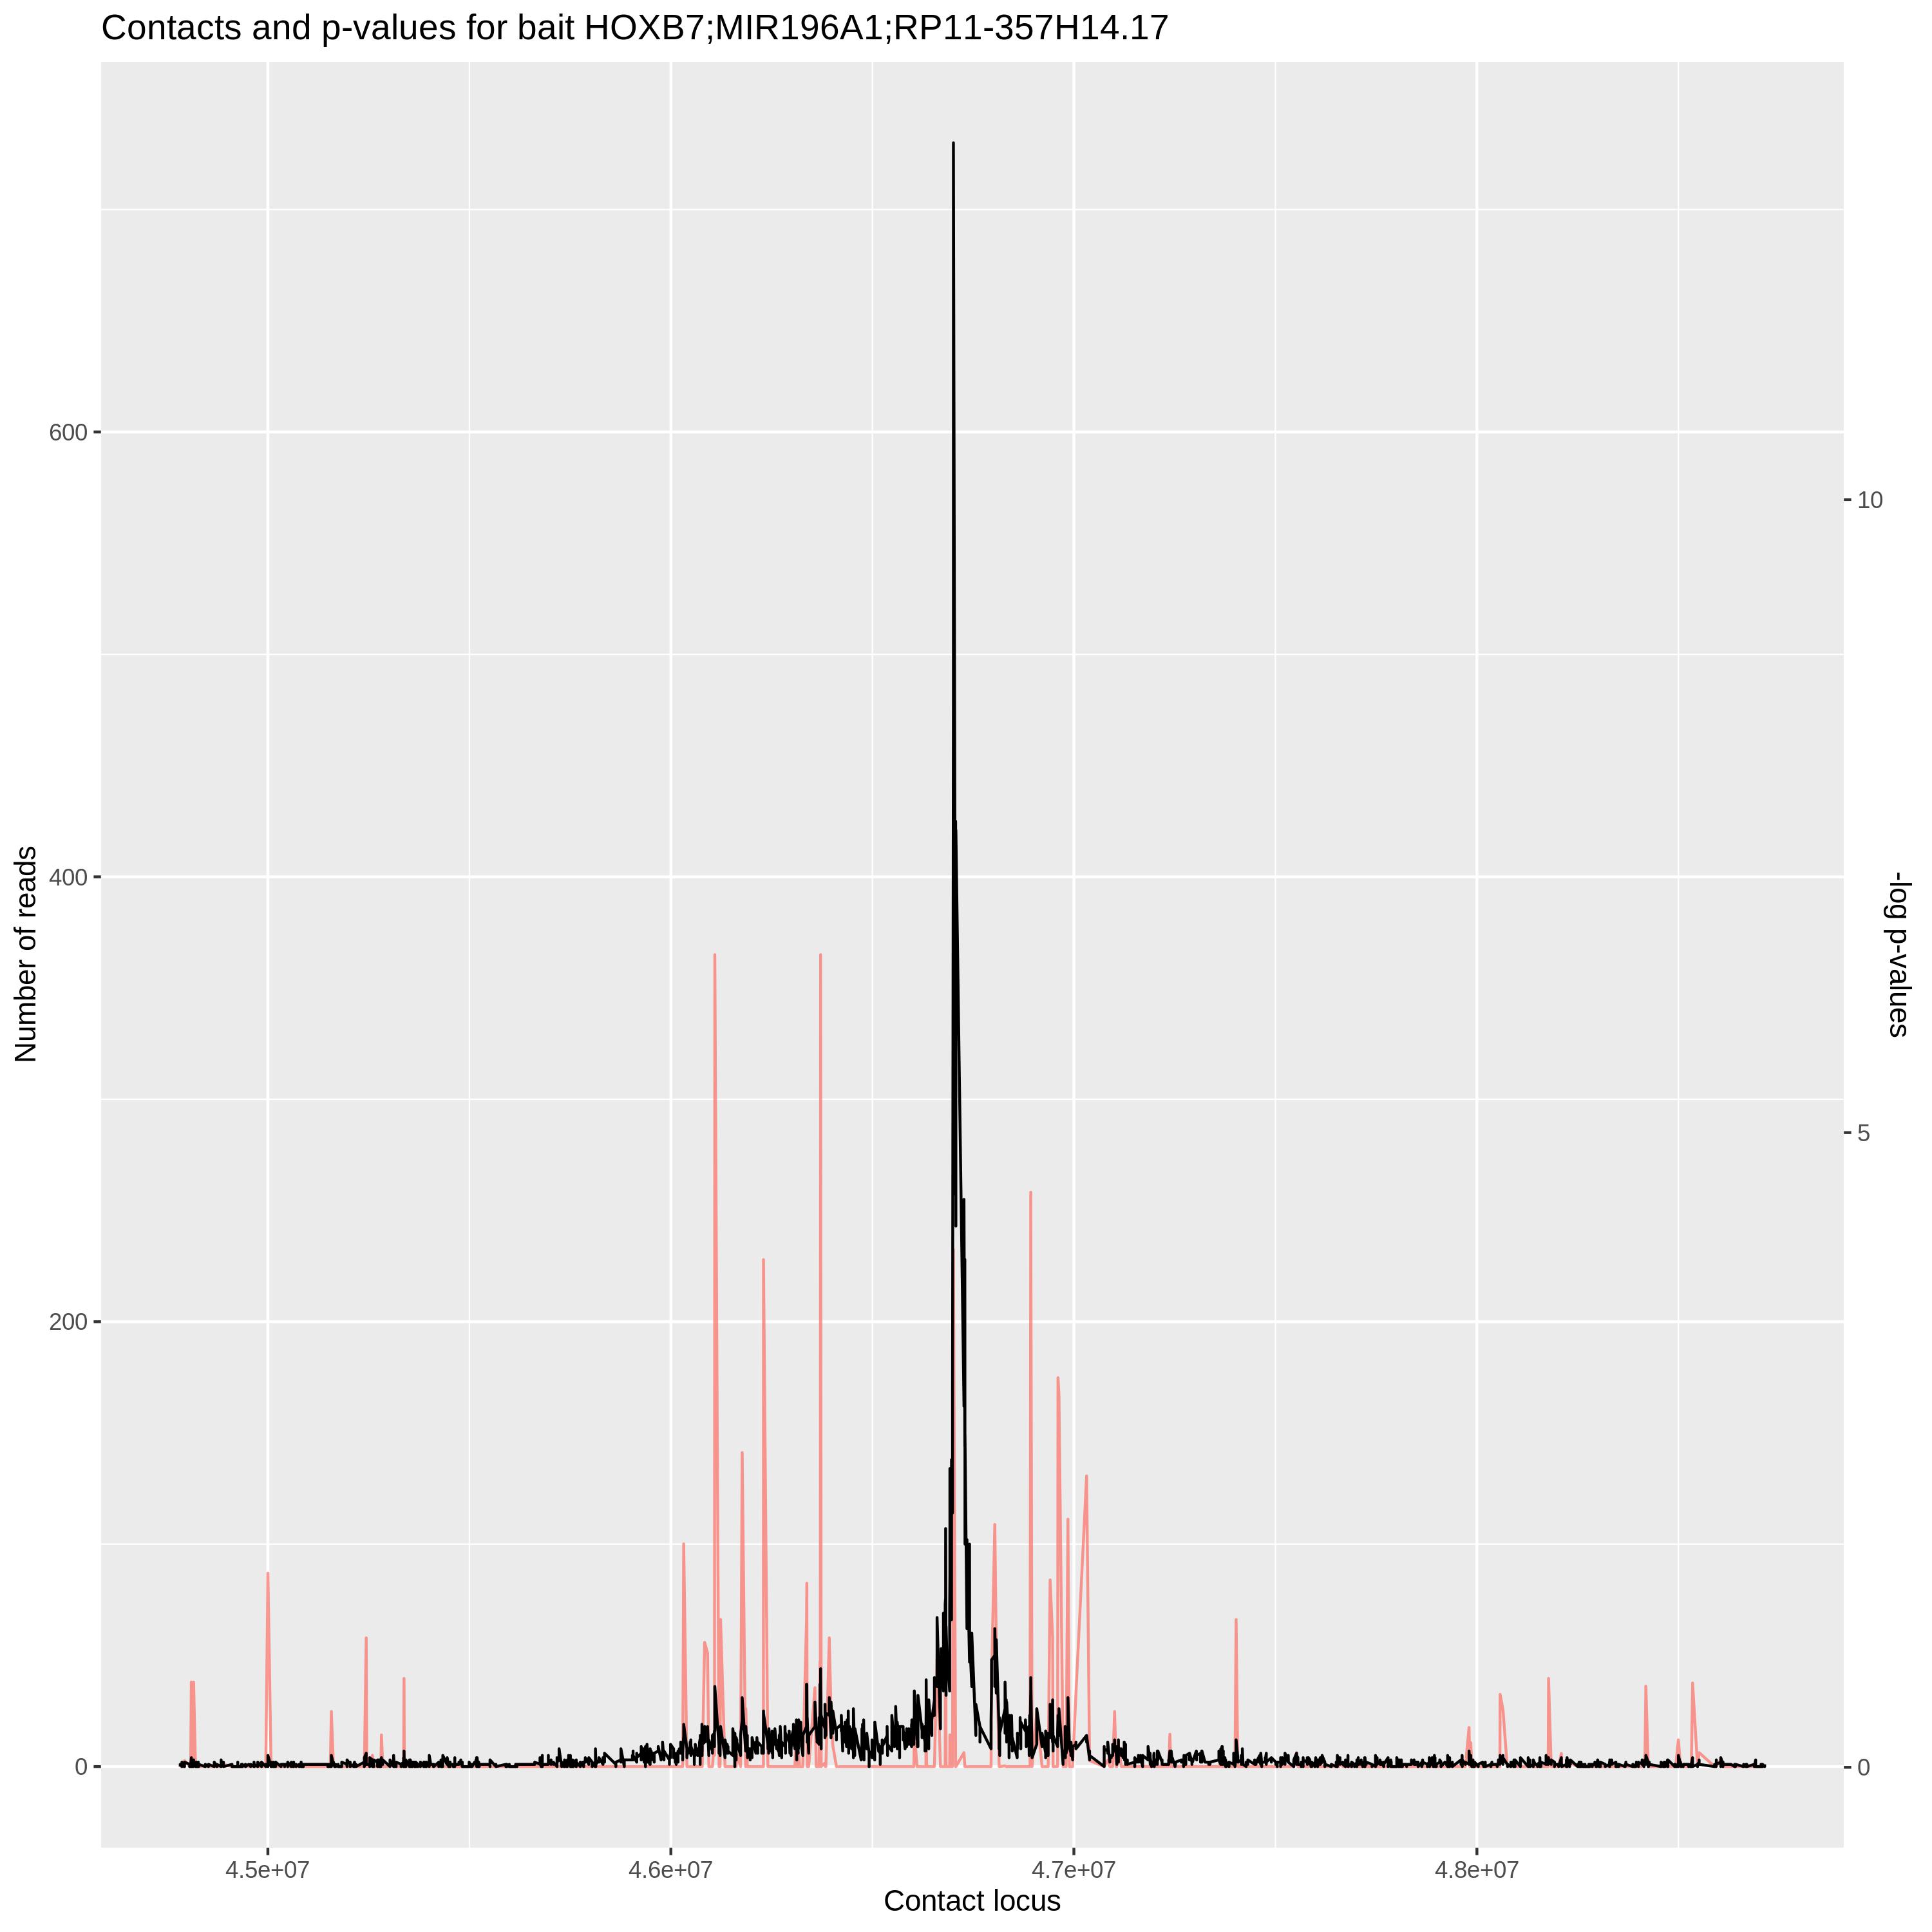 Contacts and p-values for bait HOXB7;MIR196A1;RP11-357H14.17
600
400
200
0
Number of reads
10
5
0
-log p-values
4.5e+07
4.6e+07
4.7e+07
4.8e+07
Contact locus